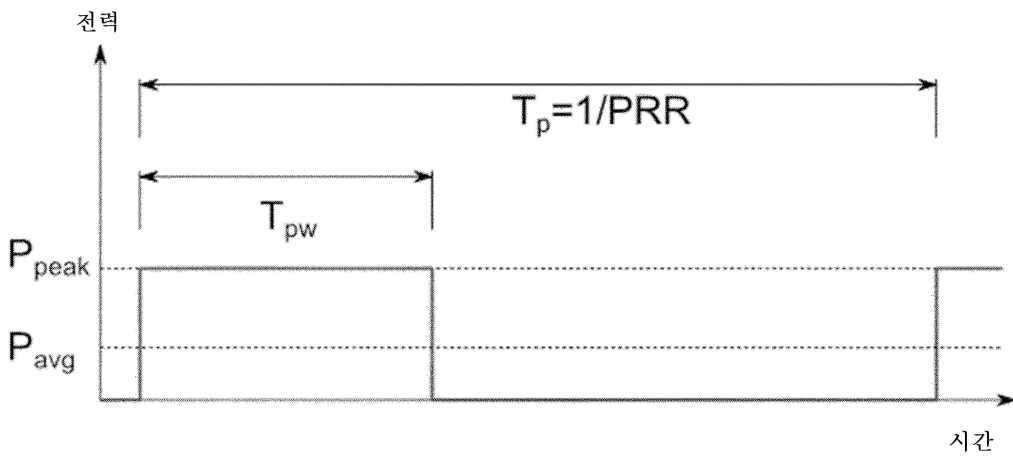 전력
Tp=1/PRR
Tpw
Ppeak
Pavg
시간